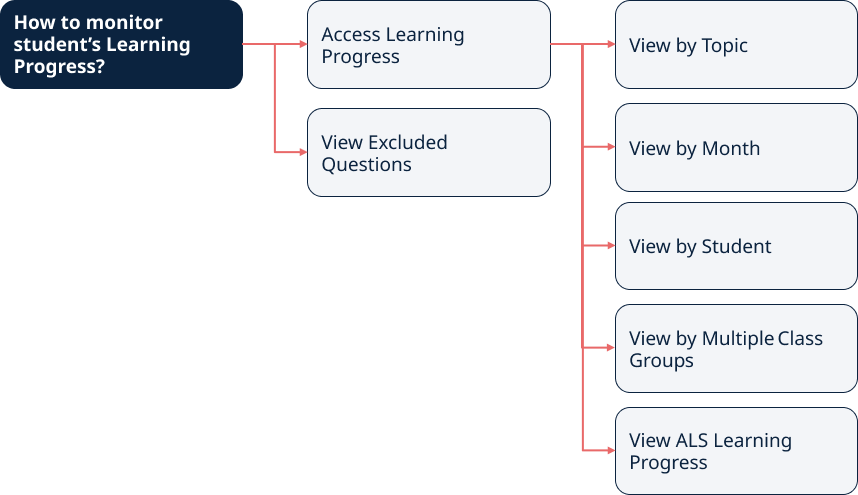 How to monitor
student’s Learning
Progress?
Access Learning
Progress
View Excluded
Questions
View by Topic
View by Month
View by Student
View by Multiple Class
Groups
View ALS Learning
Progress